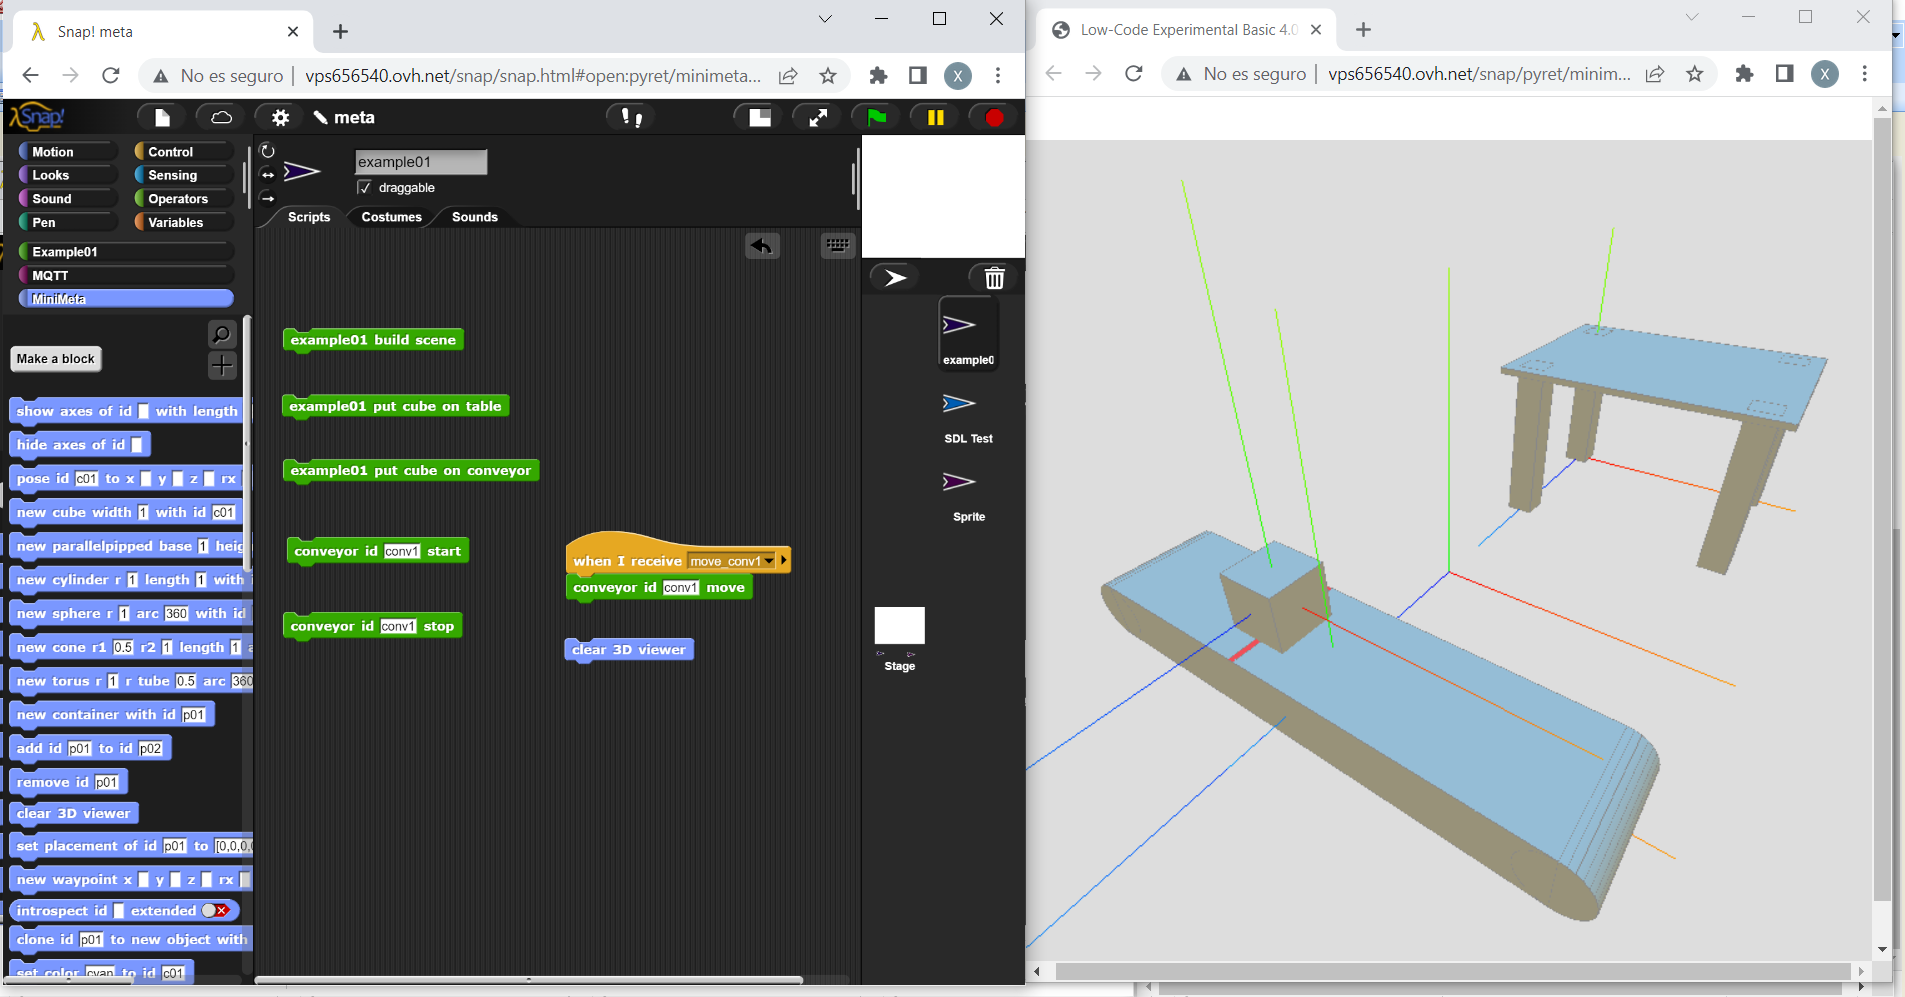 Snap! meta
No es seguro
vps656540.ovh.net/snap/snap.html#open:pyret/minimeta...
X
Snap!
meta
Motion
Control
Looks
Sensing
Sound
Operators
Pen
Variables
Example01
MQTT
MiniMeta
Make a block
show axes of id with length
hide axes of id
pose id c01 to x y z rx
new cube width 1 with id c01
new parallelpipped base 1 heig
new cylinder r 1 length 1 with i
new sphere r 1 arc 360 with id
new cone r1 0.5 r2 1 length 1 a
new torus r 1 r tube 0.5 arc 360
new container with id p01
add id p01 to id p02
remove id p01
clear 3D viewer
set placement of id p01 to [0,0,0,0
new waypoint x y z rx
introspect id extended
clone id p01 to new object with
set color cyan to id c01
example01
draggable
Scripts
Costumes
Sounds
example01 build scene
example01 put cube on table
example01 put cube on conveyor
conveyor id conv1 start
when I receive move_conv1
conveyor id conv1 move
conveyor id conv1 stop
clear 3D viewer
example0
SDL Test
Sprite
Stage
Low-Code Experimental Basic 4.0
No es seguro
vps656540.ovh.net/snap/pyret/minim...
X